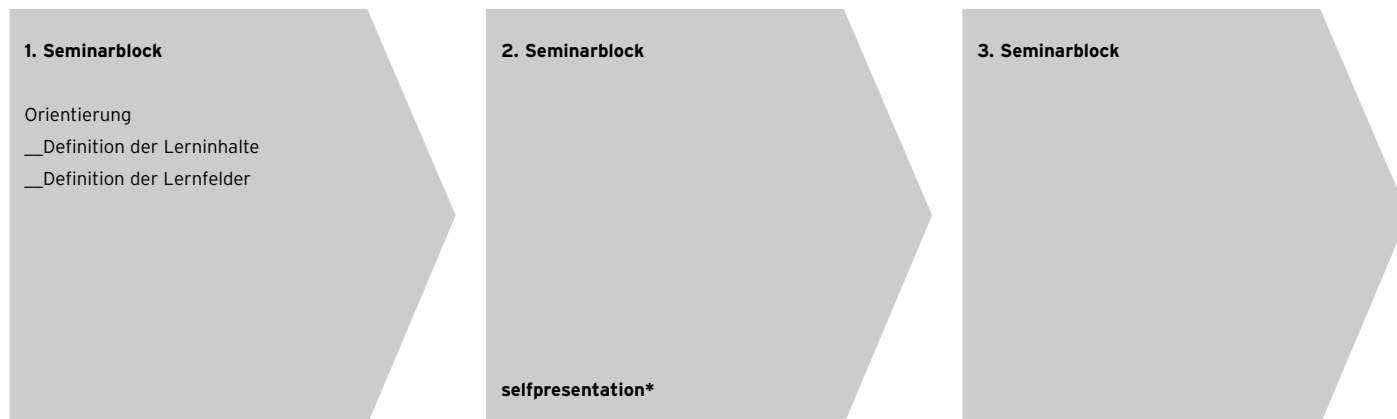 1. Seminarblock
Orientierung
__Definition der Lerninhalte
__Definition der Lernfelder
2. Seminarblock
selfpresentation*
3. Seminarblock